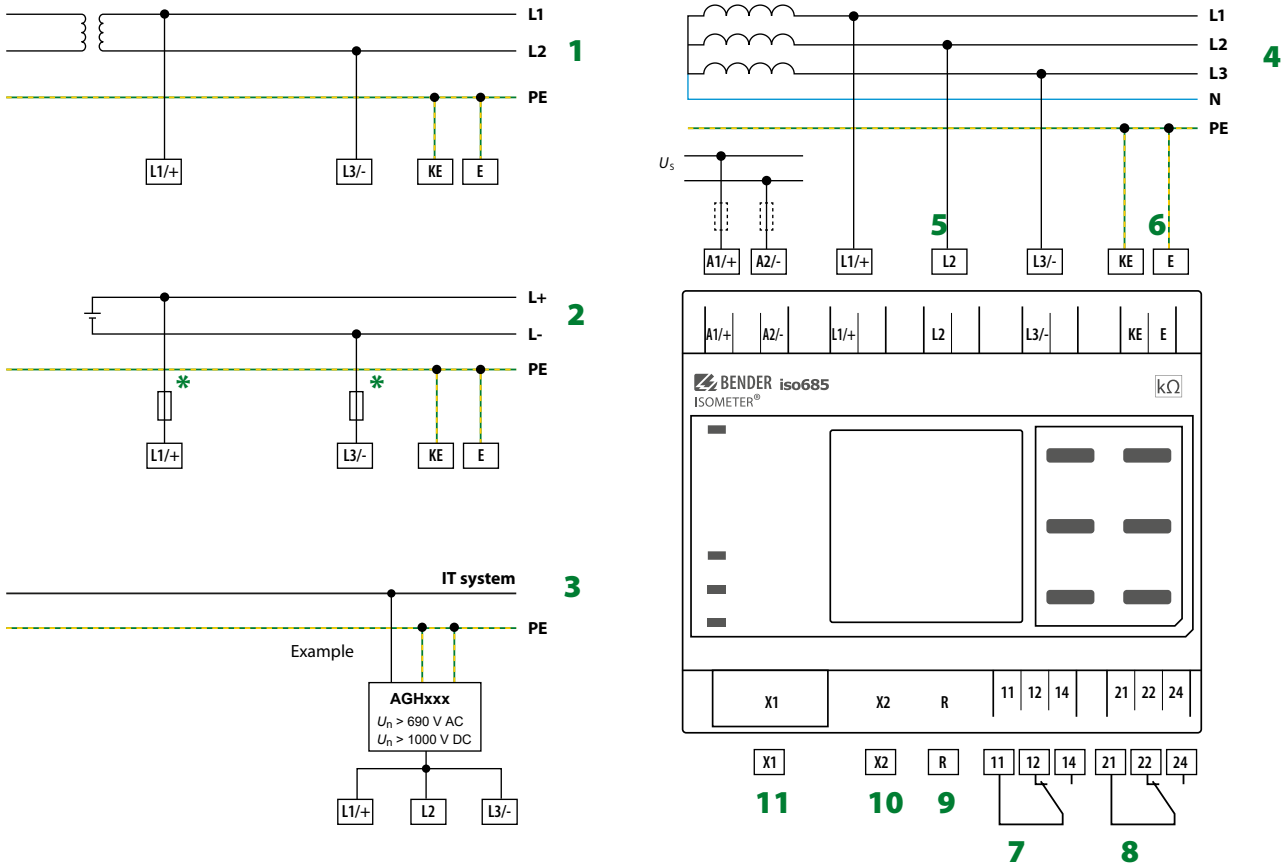 L1
L2
1
PE
L1/+
L3/-
KE
E
L+
2
L-
PE
*
*
L1/+
L3/-
KE
E
IT system
3
PE
Example
AGHxxx
Un > 690 V AC
Un > 1000 V DC
L1/+
L2
L3/-
L1
L2
4
L3
N
PE
Us
5
6
A1/+
A2/-
L1/+
L2
L3/-
KE
E
A1/+
A2/-
L1/+
L2
L3/-
KE
E
BENDER iso685
ISOMETER®
kΩ
X1
X2
R
11
12
14
21
22
24
X1
X2
R
11
12
14
21
22
24
11
10
9
7
8